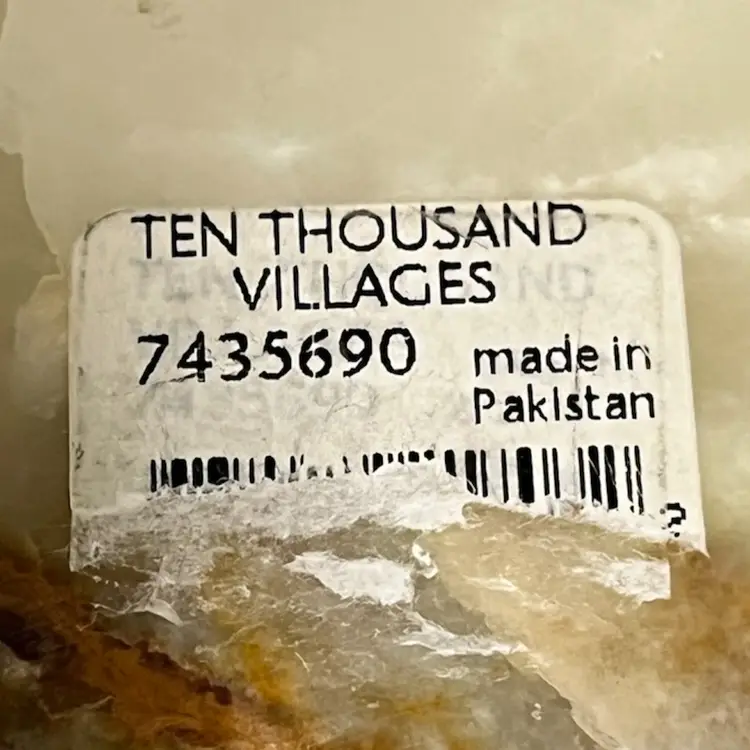 TEN THOUSAND
VILLAGES
7435690 made in
Pakistan